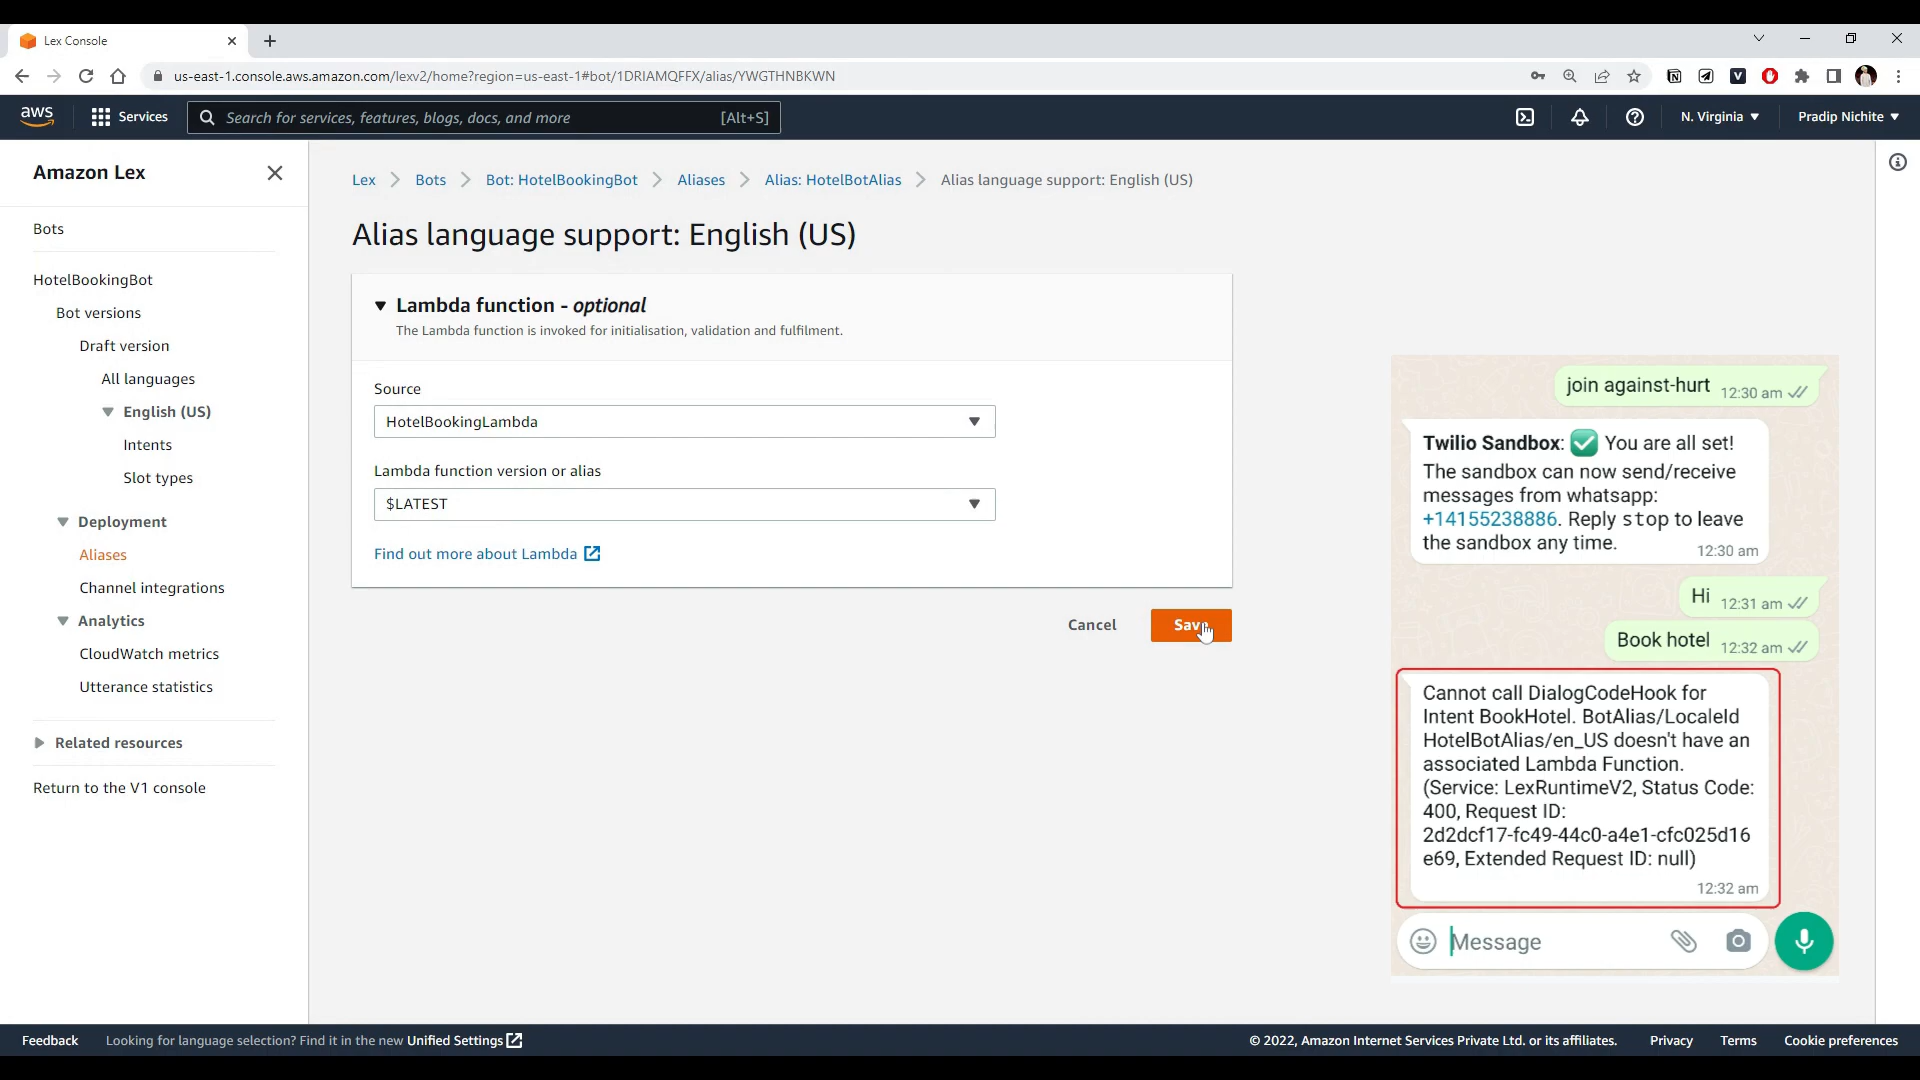 Lex Console
us-east-1.console.aws.amazon.com/lexv2/home?region=us-east-1#bot/1DRIAMQFFX/alias/YWGTHNBKWN
aws
Services
Search for services, features, blogs, docs, and more
[Alt+S]
N. Virginia
Pradip Nichite
Amazon Lex
Bots
HotelBookingBot
Bot versions
Draft version
All languages
English (US)
Intents
Slot types
Deployment
Aliases
Channel integrations
Analytics
CloudWatch metrics
Utterance statistics
Related resources
Return to the V1 console
Lex
Bots
Bot: HotelBookingBot
Aliases
Alias: HotelBotAlias
Alias language support: English (US)
Alias language support: English (US)
Lambda function - optional
The Lambda function is invoked for initialisation, validation and fulfilment.
Source
HotelBookingLambda
Lambda function version or alias
$LATEST
Find out more about Lambda
Cancel
Save
join against-hurt 12:30 am
Twilio Sandbox: ✅ You are all set!
The sandbox can now send/receive
messages from whatsapp:
+14155238886. Reply stop to leave
the sandbox any time.
12:30 am
Hi 12:31 am
Book hotel 12:32 am
Cannot call DialogCodeHook for
Intent BookHotel. BotAlias/LocaleId
HotelBotAlias/en_US doesn't have an
associated Lambda Function.
(Service: LexRuntimeV2, Status Code:
400, Request ID:
2d2dcf17-fc49-44c0-a4e1-cfc025d16
e69, Extended Request ID: null)
12:32 am
Message
Feedback
Looking for language selection? Find it in the new Unified Settings
© 2022, Amazon Internet Services Private Ltd. or its affiliates.
Privacy
Terms
Cookie preferences